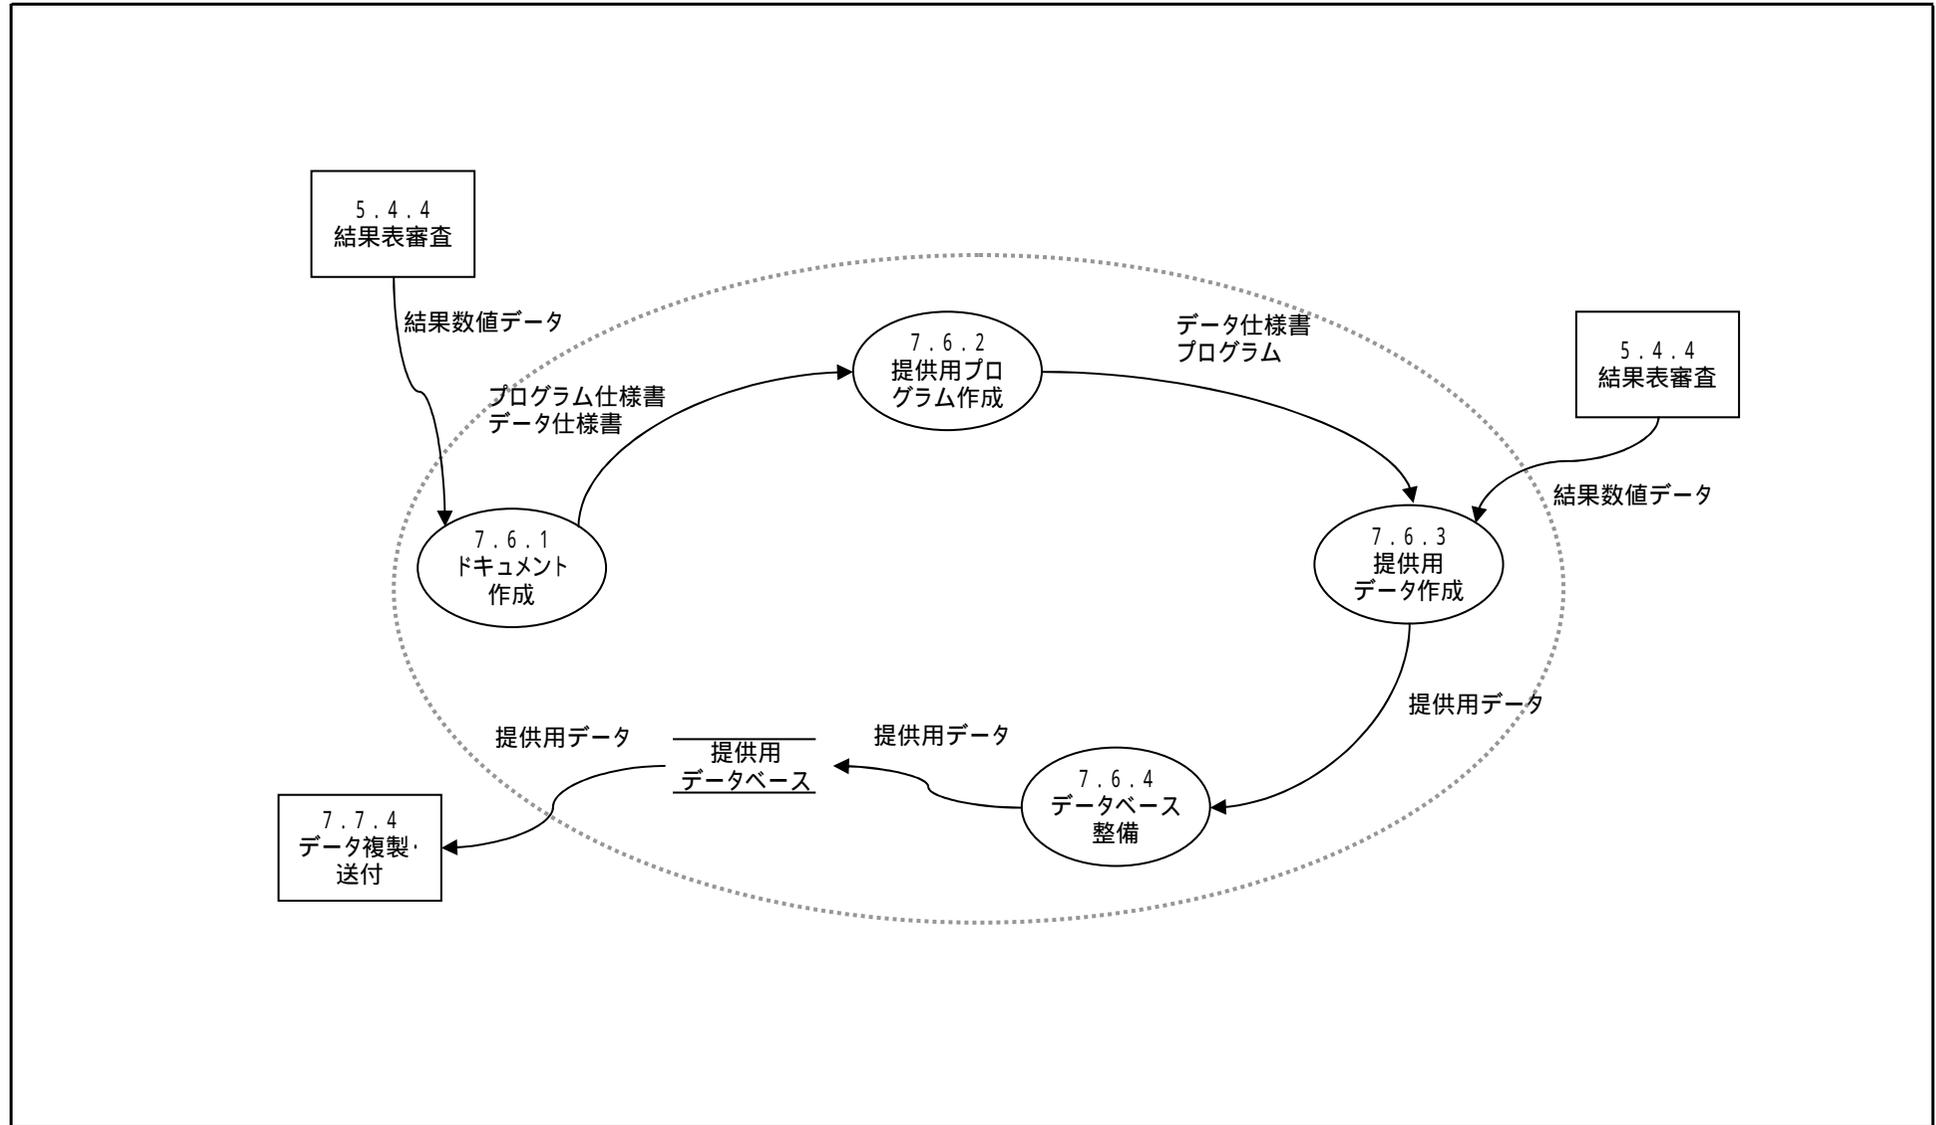 5.4.4
結果表審査
結果数値データ
プログラム仕様書
データ仕様書
7.6.2
提供用プロ
グラム作成
データ仕様書
プログラム
5.4.4
結果表審査
結果数値データ
7.6.1
ドキュメント
作成
7.6.3
提供用
データ作成
提供用データ
提供用データ
提供用
データベース
提供用データ
7.6.4
データベース
整備
7.7.4
データ複製・
送付